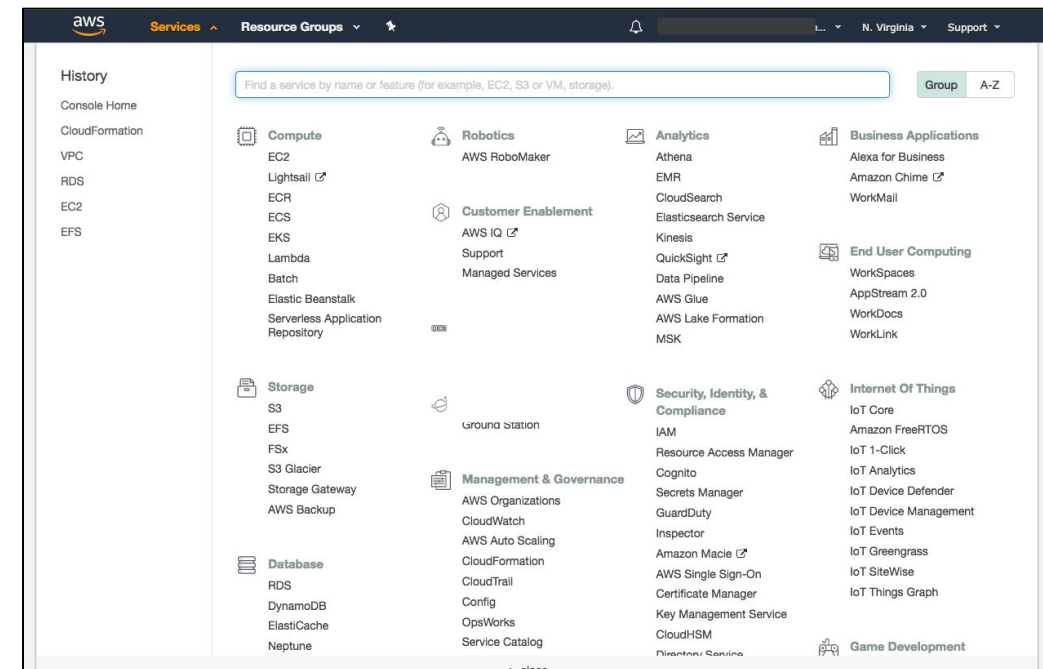 aws
Services
Resource Groups
N. Virginia
Support
History
Console Home
CloudFormation
VPC
RDS
EC2
EFS
Find a service by name or feature (for example, EC2, S3 or VM, storage).
Group
A-Z
Compute
EC2
Lightsail
ECR
ECS
EKS
Lambda
Batch
Elastic Beanstalk
Serverless Application
Repository
Storage
S3
EFS
FSx
S3 Glacier
Storage Gateway
AWS Backup
Database
RDS
DynamoDB
ElastiCache
Neptune
Robotics
AWS RoboMaker
Customer Enablement
AWS IQ
Support
Managed Services
Ground Station
Management & Governance
AWS Organizations
CloudWatch
AWS Auto Scaling
CloudFormation
CloudTrail
Config
OpsWorks
Service Catalog
Analytics
Athena
EMR
CloudSearch
Elasticsearch Service
Kinesis
QuickSight
Data Pipeline
AWS Glue
AWS Lake Formation
MSK
Security, Identity, &
Compliance
IAM
Resource Access Manager
Cognito
Secrets Manager
GuardDuty
Inspector
Amazon Macie
AWS Single Sign-On
Certificate Manager
Key Management Service
CloudHSM
Directory Service
Business Applications
Alexa for Business
Amazon Chime
WorkMail
End User Computing
WorkSpaces
AppStream 2.0
WorkDocs
WorkLink
Internet Of Things
IoT Core
Amazon FreeRTOS
IoT 1-Click
IoT Analytics
IoT Device Defender
IoT Device Management
IoT Events
IoT Greengrass
IoT SiteWise
IoT Things Graph
Game Development
close